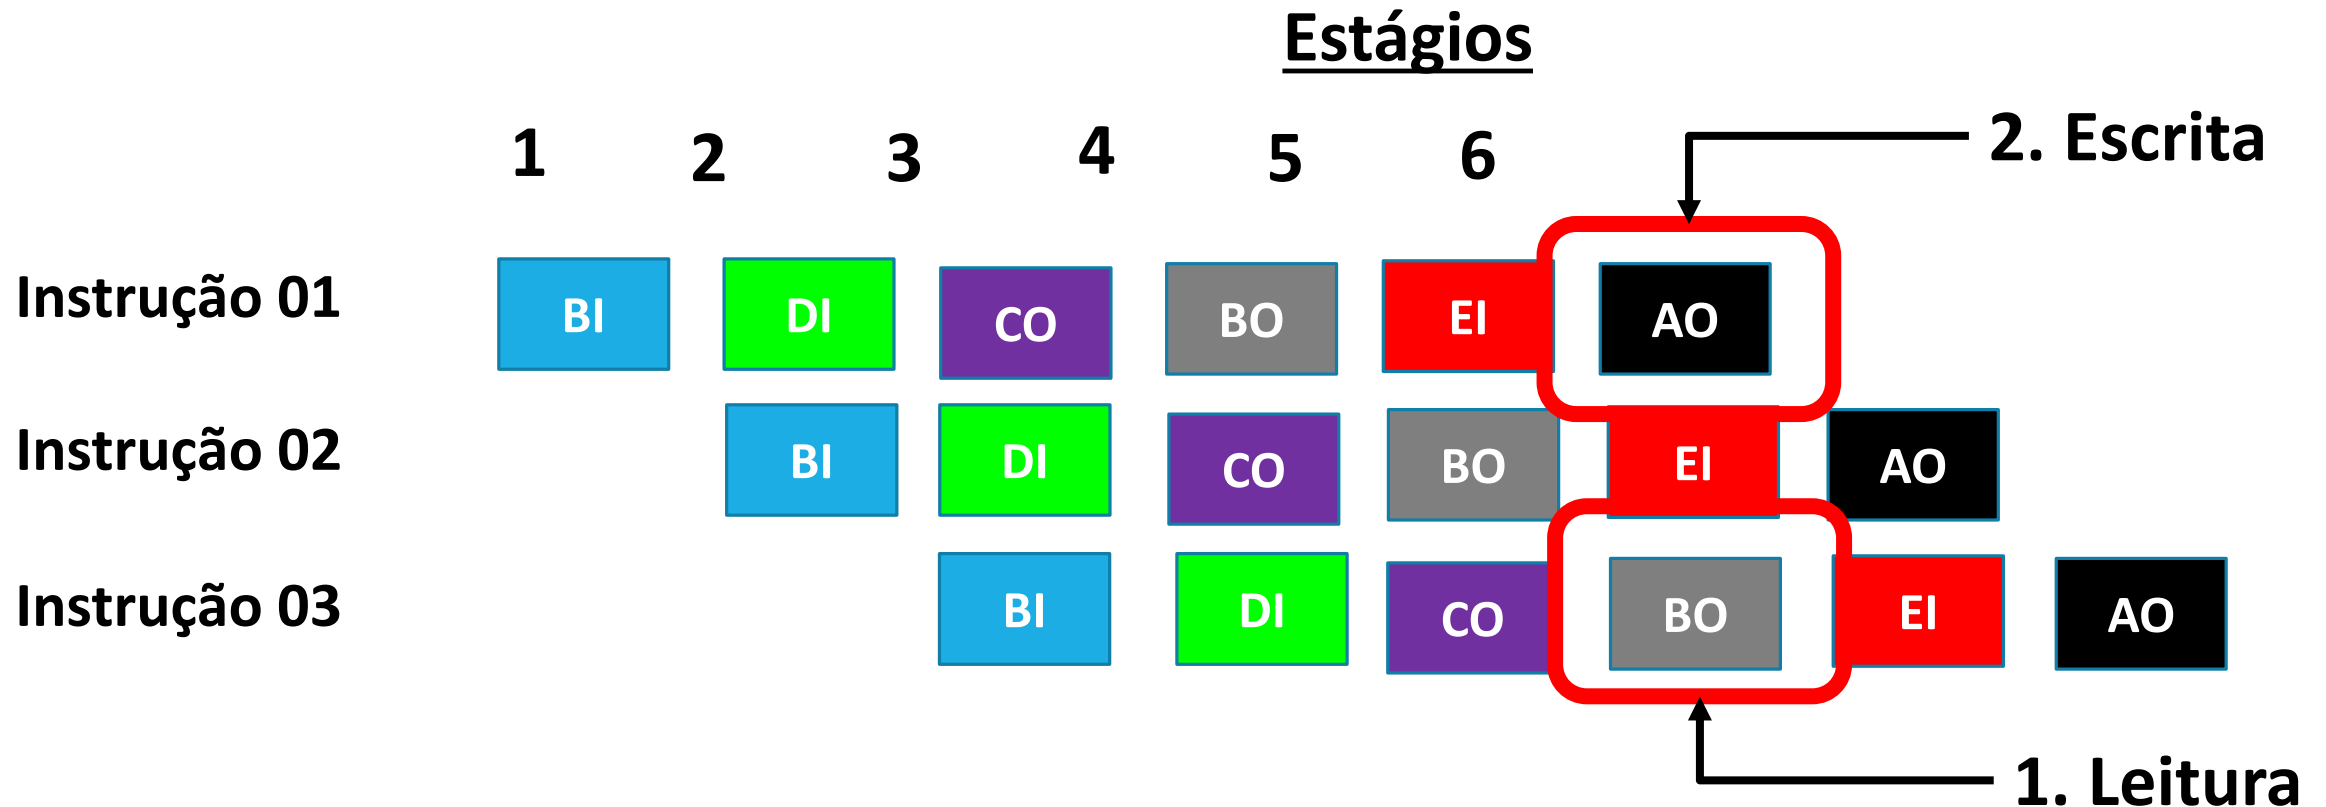 Estágios
1 2 3 4 5 6
2. Escrita
Instrução 01 BI DI CO BO EI AO
Instrução 02 BI DI CO BO EI AO
Instrução 03 BI DI CO BO EI AO
1. Leitura